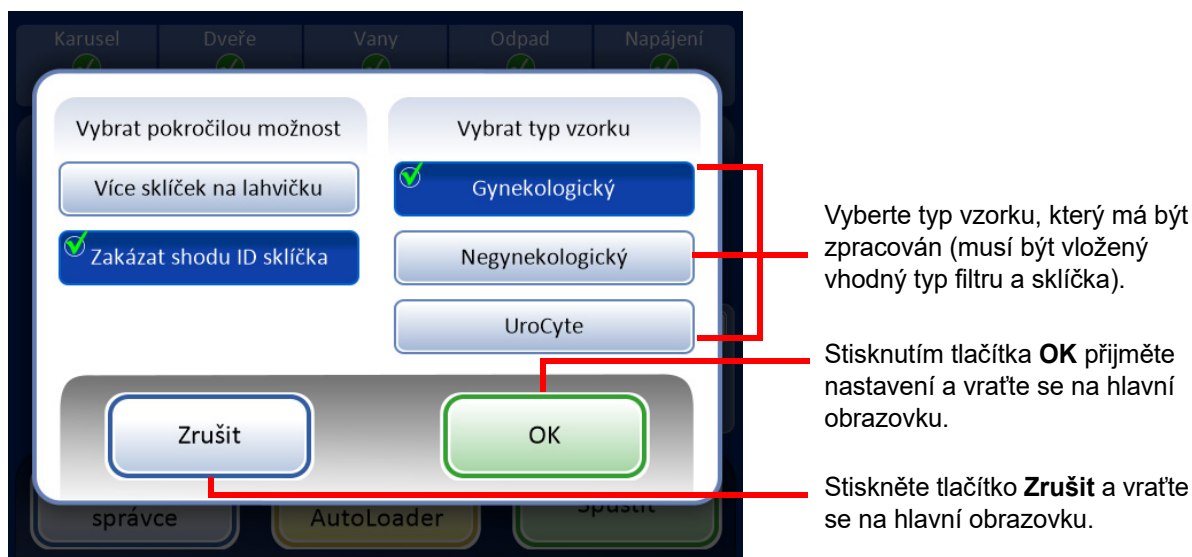 Karusel Dveře Vany Odpad Napájení
Vybrat pokročilou možnost
Vybrat typ vzorku
Více sklíček na lahvičku
Gynekologický
Zakázat shodu ID sklíčka
Negynekologický
UroCyte
Zrušit
OK
správce
AutoLoader
Spustit
Vyberte typ vzorku, který má být
zpracován (musí být vložený
vhodný typ filtru a sklíčka).
Stisknutím tlačítka OK přijměte
nastavení a vraťte se na hlavní
obrazovku.
Stiskněte tlačítko Zrušit a vraťte
se na hlavní obrazovku.